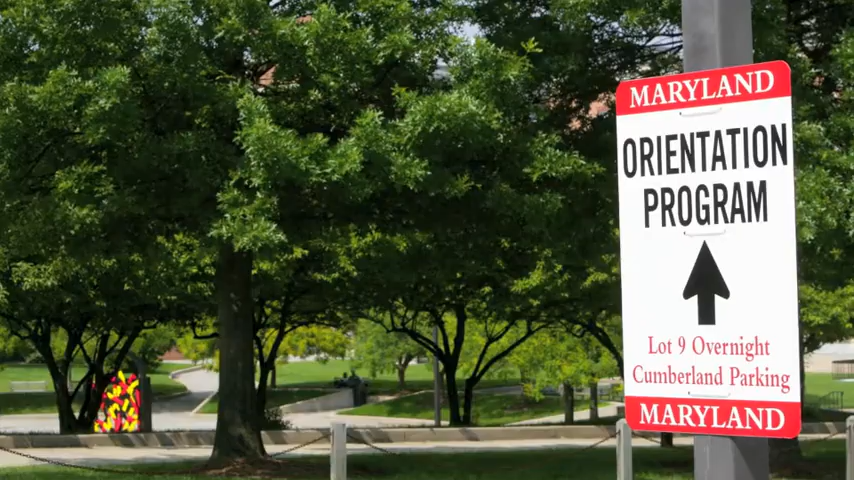 MARYLAND
ORIENTATION
PROGRAM
Lot 9 Overnight
Cumberland Parking
MARYLAND